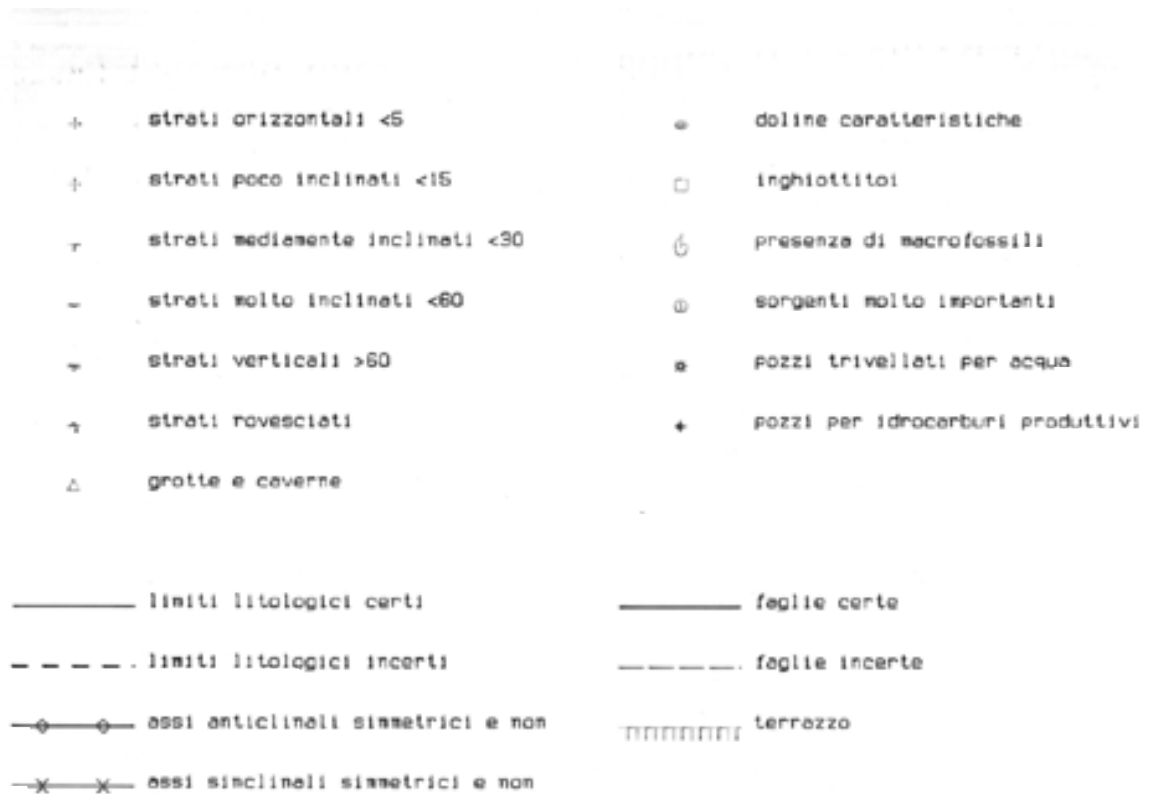 strati orizzontali <5
strati poco inclinati <15
strati mediamente inclinati <30
strati molto inclinati <60
strati verticali >60
strati rovesciati
grotte e caverne
doline caratteristiche
inghiottitoi
presenza di macrofossili
sorgenti molto importanti
pozzi trivellati per acqua
pozzi per idrocarburi produttivi
limiti litologici certi
limiti litologici incerti
assi anticlinali simmetrici e non
assi sinclinali simmetrici e non
faglie certe
faglie incerte
terrazzo